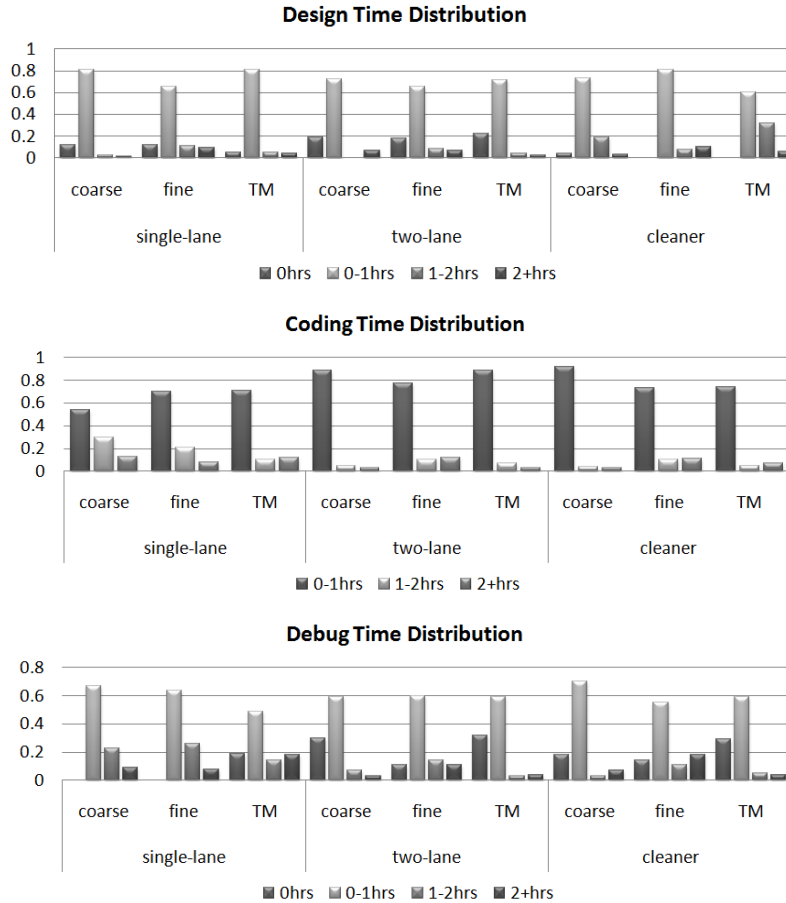 Design Time Distribution
1
0.8
0.6
0.4
0.2
0
coarse fine TM coarse fine TM coarse fine TM
single-lane two-lane cleaner
0hrs 0-1hrs 1-2hrs 2+hrs
Coding Time Distribution
1
0.8
0.6
0.4
0.2
0
coarse fine TM coarse fine TM coarse fine TM
single-lane two-lane cleaner
0-1hrs 1-2hrs 2+hrs
Debug Time Distribution
0.8
0.6
0.4
0.2
0
coarse fine TM coarse fine TM coarse fine TM
single-lane two-lane cleaner
0hrs 0-1hrs 1-2hrs 2+hrs